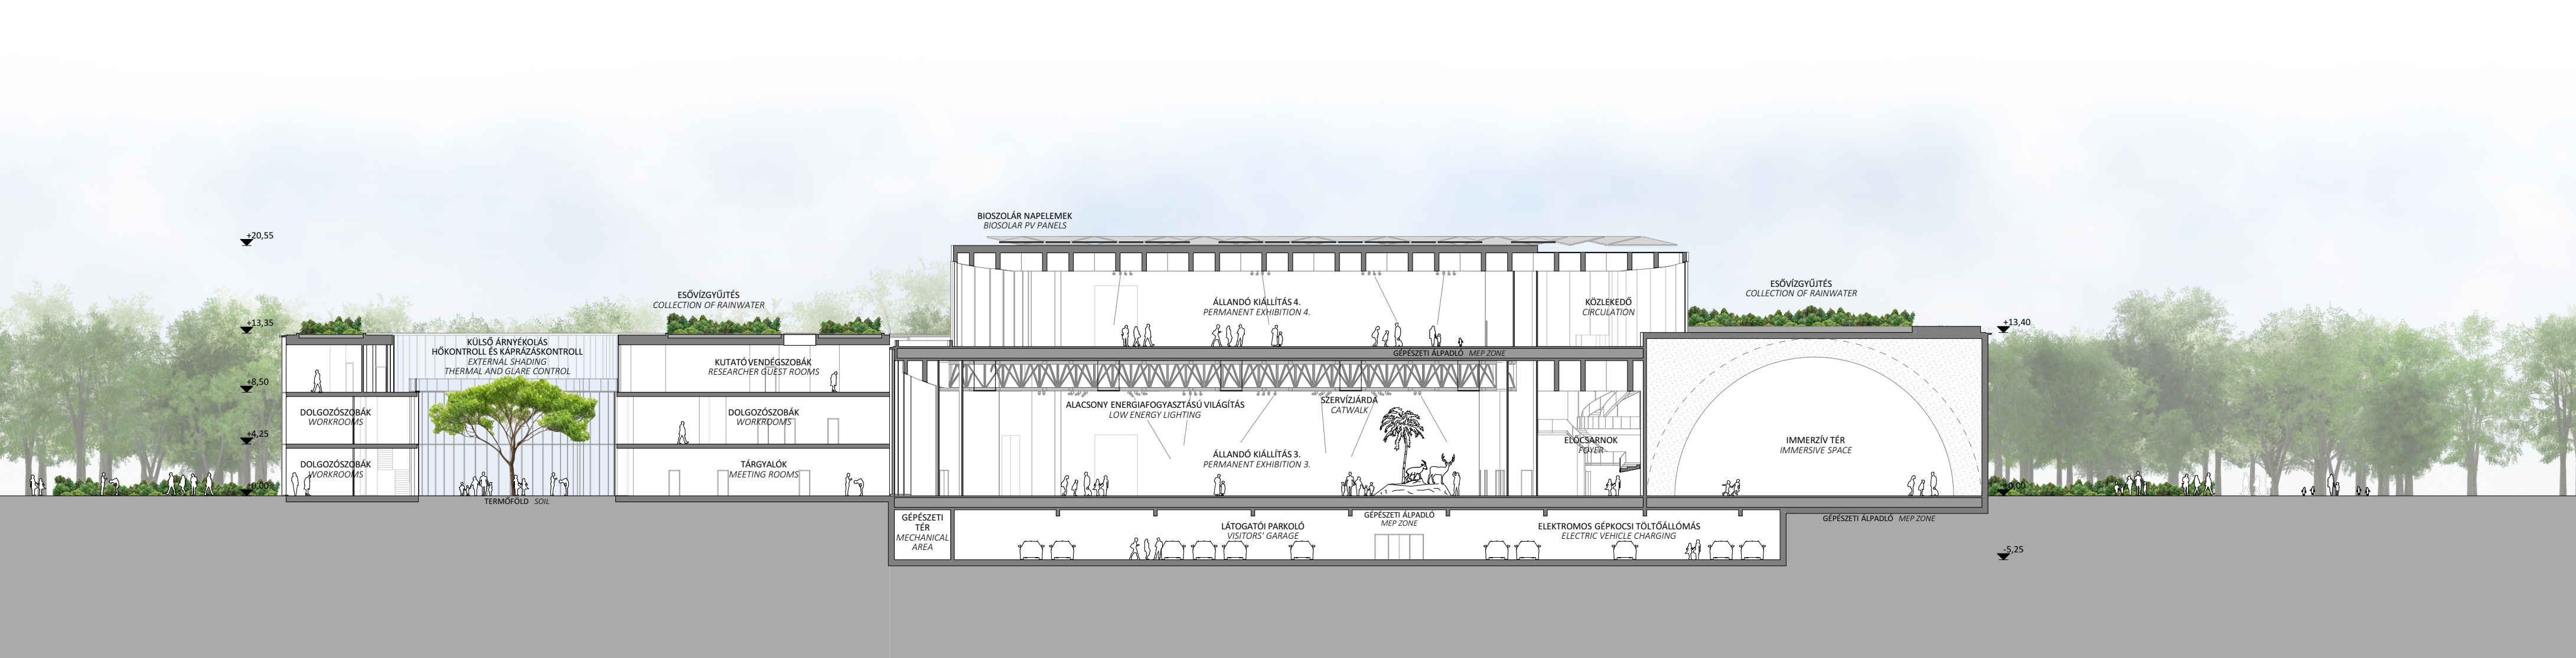 BIOSZOLÁR NAPELEMEK
BIOSOLAR PV PANELS
+20,55
ESŐVÍZGYŰJTÉS
COLLECTION OF RAINWATER
ESŐVÍZGYŰJTÉS
COLLECTION OF RAINWATER
ÁLLANDÓ KIÁLLÍTÁS 4.
PERMANENT EXHIBITION 4.
KÖZLEKEDŐ
CIRCULATION
+13,35
+13,40
KÜLSŐ ÁRNYÉKOLÁS
HŐKONTROLL ÉS KÁPRÁZÁSKONTROLL
EXTERNAL SHADING
THERMAL AND GLARE CONTROL
KUTATÓ VENDÉGSZOBÁK
RESEARCHER GUEST ROOMS
GÉPÉSZETI ÁLPADLÓ MEP ZONE
+8,50
DOLGOZÓSZOBÁK
WORKROOMS
DOLGOZÓSZOBÁK
WORKROOMS
ALACSONY ENERGIAFOGYASZTÁSÚ VILÁGÍTÁS
LOW ENERGY LIGHTING
SZERVÍZJÁRDA
CATWALK
+4,25
ELŐCSARNOK
FOYER
IMMERZÍV TÉR
IMMERSIVE SPACE
DOLGOZÓSZOBÁK
WORKROOMS
TÁRGYALÓK
MEETING ROOMS
ÁLLANDÓ KIÁLLÍTÁS 3.
PERMANENT EXHIBITION 3.
±0,00
±0,00
TERMŐFÖLD SOIL
GÉPÉSZETI
TÉR
MECHANICAL
AREA
LÁTOGATÓI PARKOLÓ
VISITORS' GARAGE
GÉPÉSZETI ÁLPADLÓ
MEP ZONE
ELEKTROMOS GÉPKOCSI TÖLTŐÁLLOMÁS
ELECTRIC VEHICLE CHARGING
GÉPÉSZETI ÁLPADLÓ MEP ZONE
-5,25